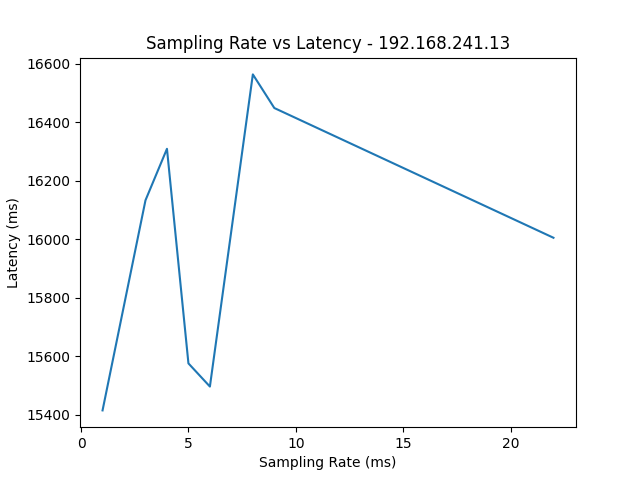 Sampling Rate vs Latency - 192.168.241.13
16600
16400
16200
16000
15800
15600
15400
Latency (ms)
0 5 10 15 20
Sampling Rate (ms)